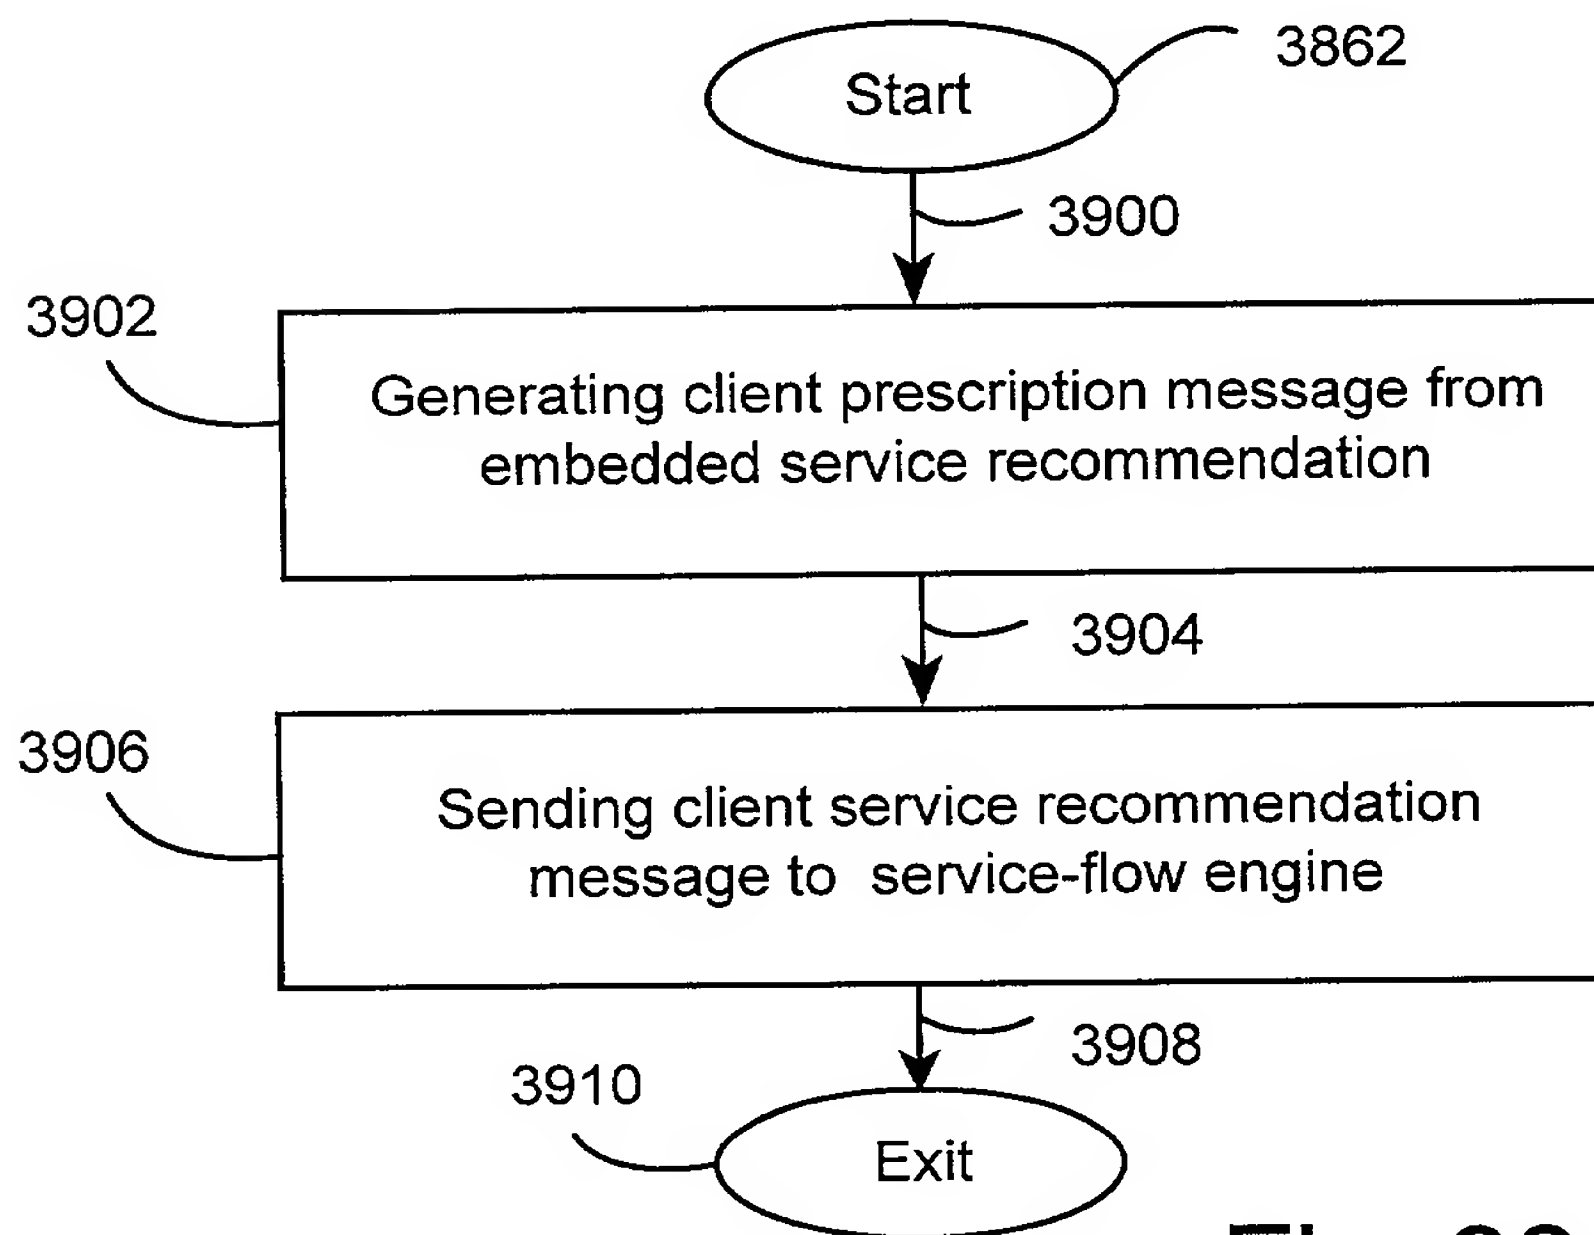 3862
Start
3900
3902
Generating client prescription message from
embedded service recommendation
3904
3906
Sending client service recommendation
message to service-flow engine
3908
3910
Exit